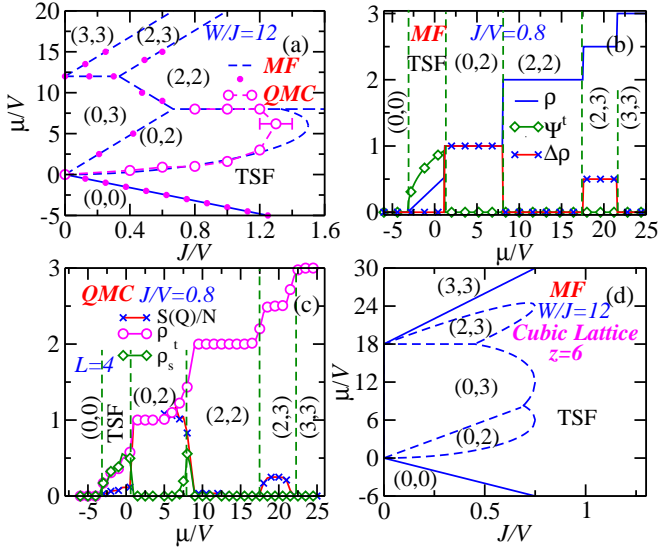 20
15
10
5
0
-5
μ/V
(3,3)
(2,3)
W/J=12
(a)
MF
QMC
(2,2)
(0,3)
(0,2)
TSF
(0,0)
0
0.4
0.8
1.2
1.6
J/V
3
2
1
0
MF
J/V=0.8
(b)
TSF
(0,2)
(2,2)
(0,0)
ρ
Ψᵗ
Δρ
(2,3)
(3,3)
-5
0
5
10
15
20
25
μ/V
3
2
1
0
QMC
J/V=0.8
(c)
S(Q)/N
ρ
ρₛᵗ
L=4
(0,0)
TSF
(0,2)
(2,2)
(2,3)
(3,3)
-5
0
5
10
15
20
25
μ/V
30
24
18
12
6
0
-6
μ/V
(3,3)
MF
(d)
W/J=12
(2,3)
Cubic Lattice
z=6
(0,3)
TSF
(0,2)
(0,0)
0
0.5
1
J/V